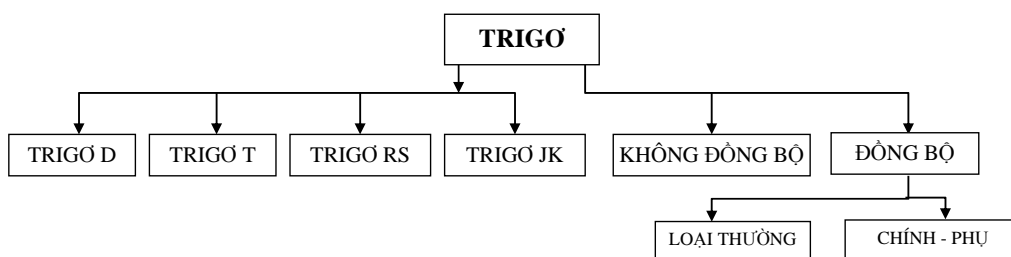 TRIGƠ
TRIGƠ D
TRIGƠ T
TRIGƠ RS
TRIGƠ JK
KHÔNG ĐỒNG BỘ
ĐỒNG BỘ
LOẠI THƯỜNG
CHÍNH - PHỤ